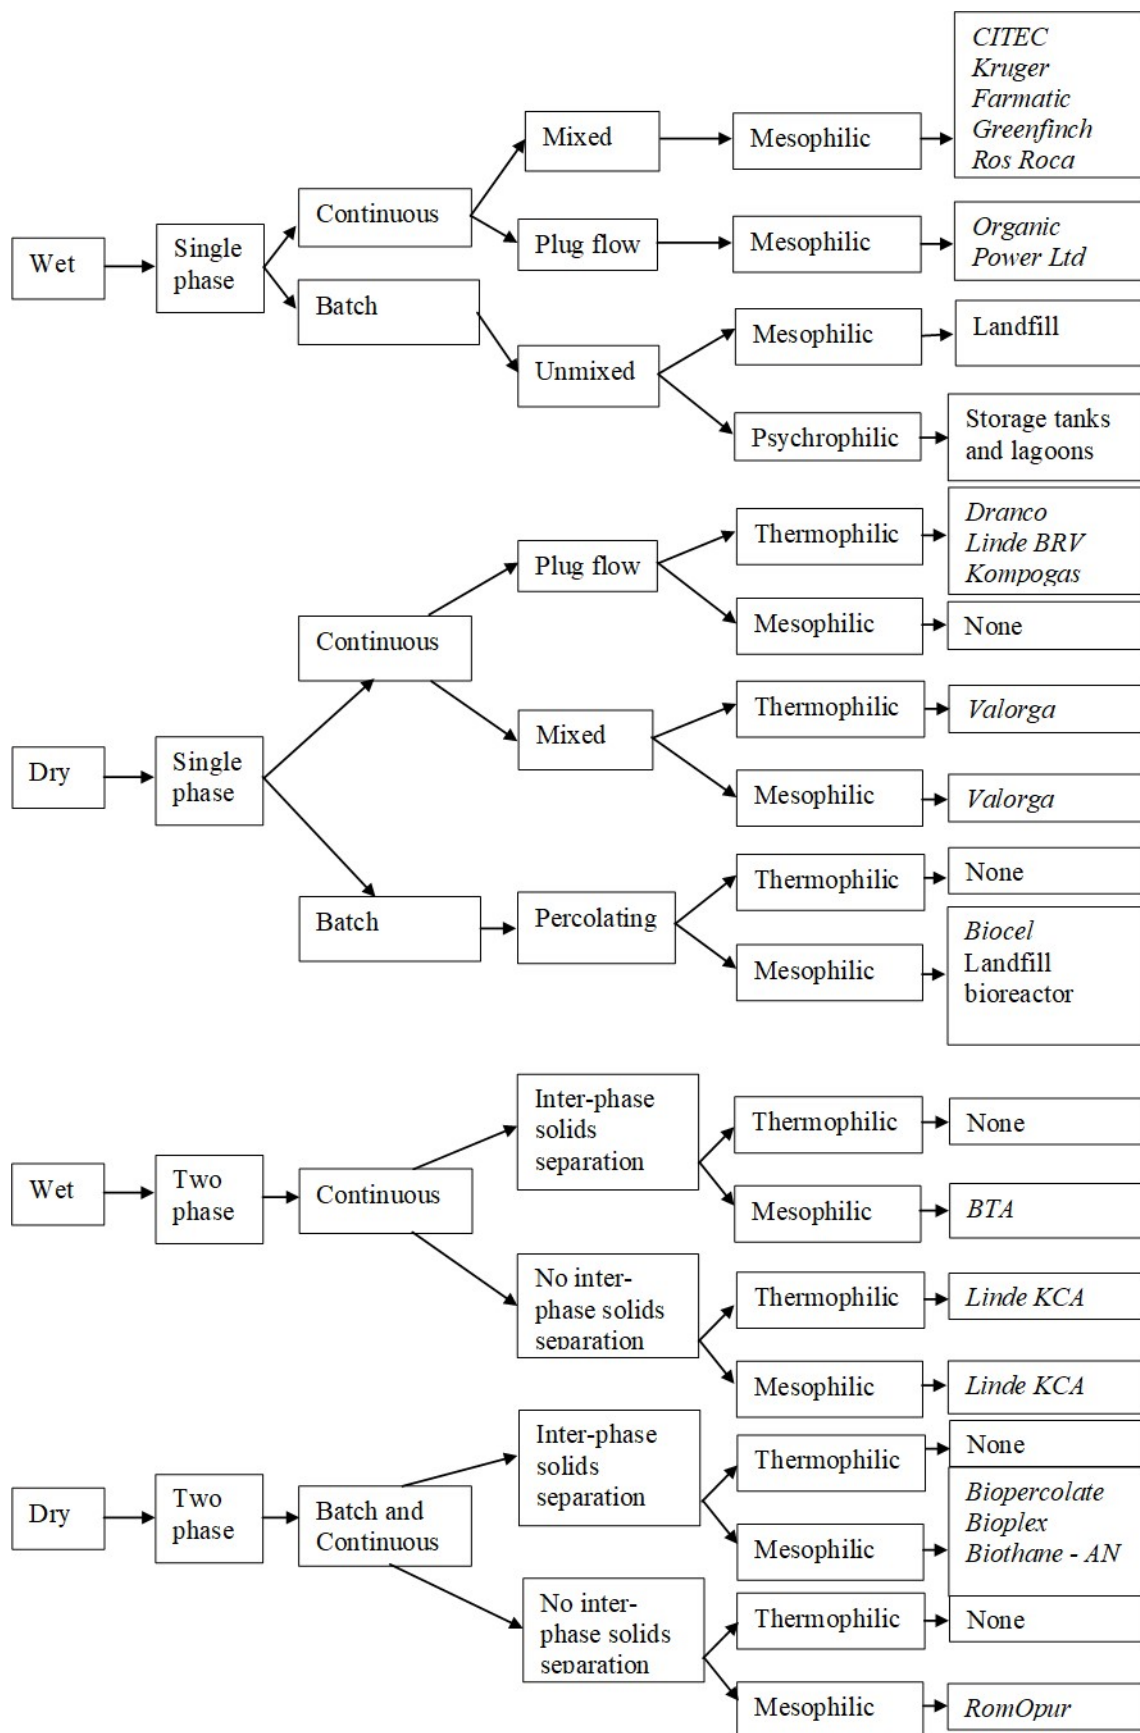 CITEC
Kruger
Farmatic
Greenfinch
Ros Roca
Mixed
Mesophilic
Continuous
Wet
Single
phase
Plug flow
Mesophilic
Organic
Power Ltd
Batch
Unmixed
Mesophilic
Landfill
Psychrophilic
Storage tanks
and lagoons
Plug flow
Thermophilic
Dranco
Linde BRV
Kompogas
Mesophilic
None
Continuous
Dry
Single
phase
Mixed
Thermophilic
Valorga
Mesophilic
Valorga
Batch
Percolating
Thermophilic
None
Mesophilic
Biocel
Landfill
bioreactor
Inter-phase
solids
separation
Thermophilic
None
Wet
Two
phase
Continuous
Mesophilic
BTA
No inter-
phase solids
separation
Thermophilic
Linde KCA
Mesophilic
Linde KCA
Inter-phase
solids
separation
Thermophilic
None
Dry
Two
phase
Batch and
Continuous
Mesophilic
Biopercolate
Bioplex
Biothane - AN
No inter-
phase solids
separation
Thermophilic
None
Mesophilic
RomOpur